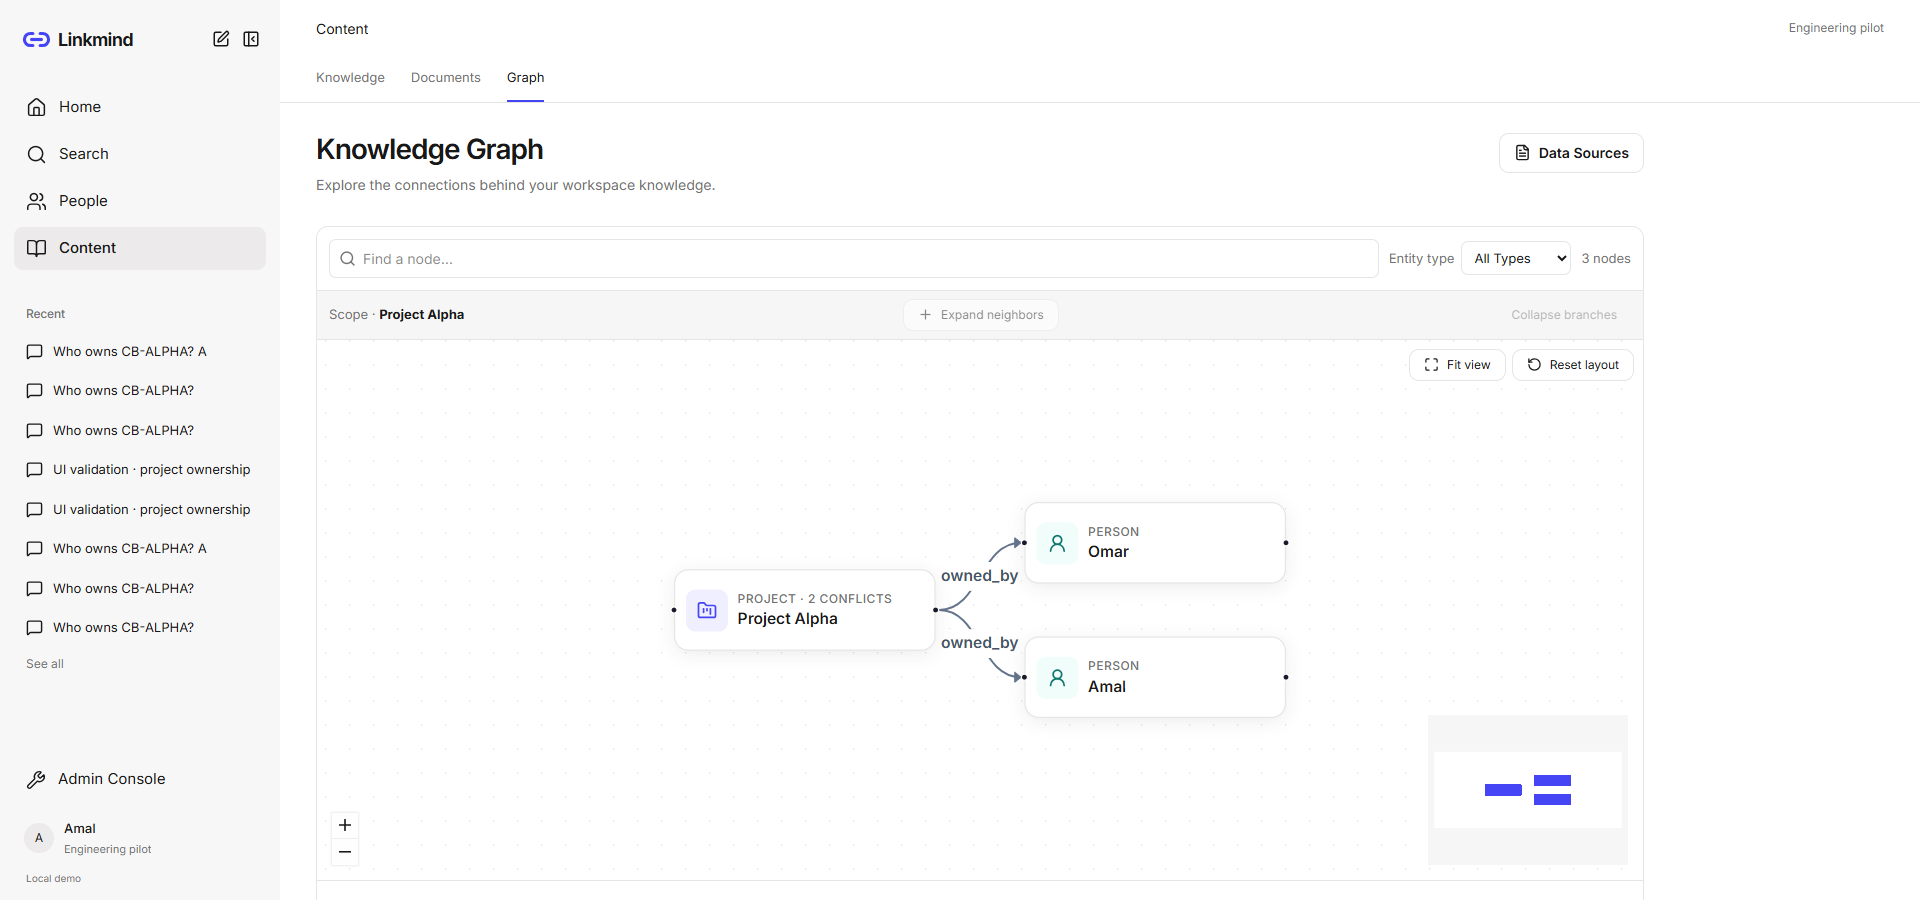 Linkmind
Home
Search
People
Content
Recent
Who owns CB-ALPHA? A
Who owns CB-ALPHA?
Who owns CB-ALPHA?
UI validation · project ownership
UI validation · project ownership
Who owns CB-ALPHA? A
Who owns CB-ALPHA?
Who owns CB-ALPHA?
See all
Admin Console
A
Amal
Engineering pilot
Local demo
Content
Engineering pilot
Knowledge Documents Graph
Knowledge Graph
Explore the connections behind your workspace knowledge.
Data Sources
Find a node...
Entity type All Types 3 nodes
Scope · Project Alpha
Expand neighbors
Collapse branches
Fit view Reset layout
PROJECT · 2 CONFLICTS
Project Alpha
owned_by
PERSON
Omar
owned_by
PERSON
Amal